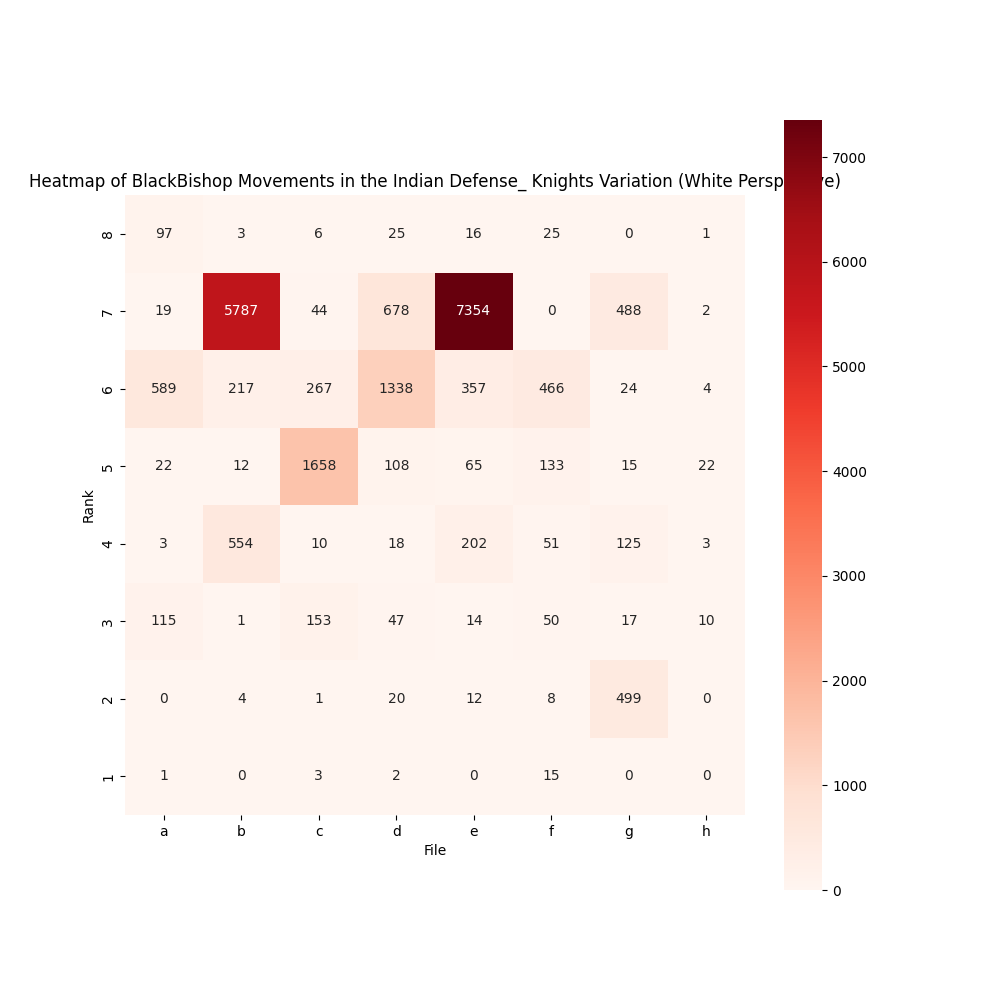 Heatmap of BlackBishop Movements in the Indian Defense_ Knights Variation (White Persp ve)
7000
6000
5000
4000
3000
2000
1000
0
Rank
8 97 3 6 25 16 25 0 1
7 19 5787 44 678 7354 0 488 2
6 589 217 267 1338 357 466 24 4
5 22 12 1658 108 65 133 15 22
4 3 554 10 18 202 51 125 3
3 115 1 153 47 14 50 17 10
2 0 4 1 20 12 8 499 0
1 1 0 3 2 0 15 0 0
a b c d e f g h
File